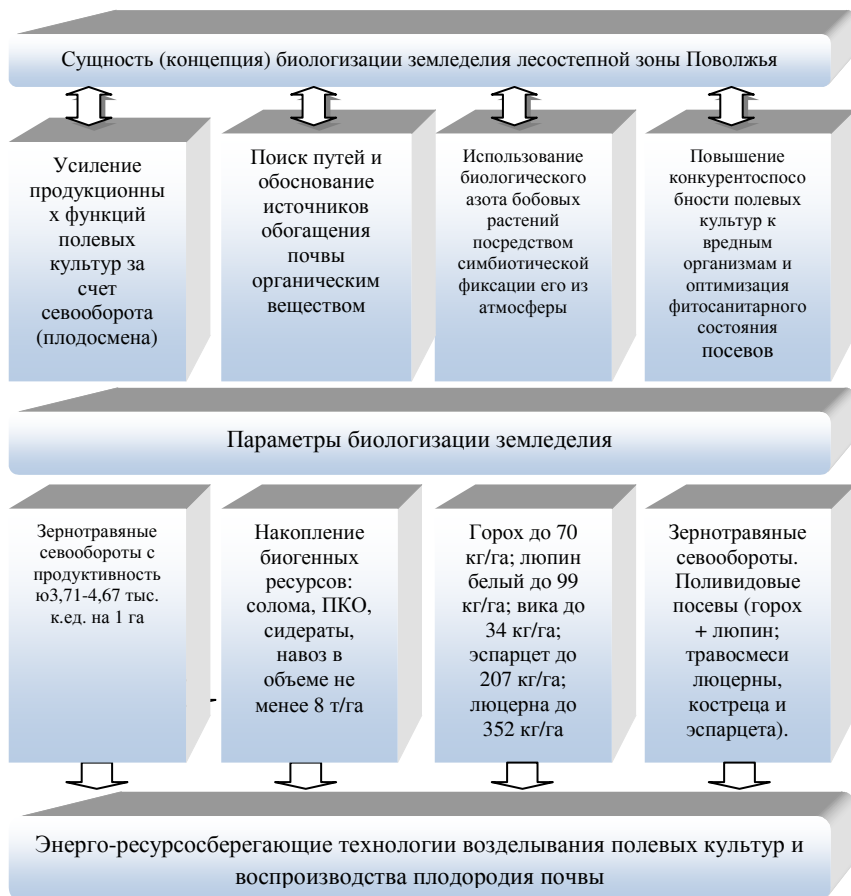 Сущность (концепция) биологизации земледелия лесостепной зоны Поволжья
Усиление
продукционны
х функций
полевых
культур за
счет
севооборота
(плодосмена)
Поиск путей и
обоснование
источников
обогащения
почвы
органическим
веществом
Использование
биологического
азота бобовых
растений
посредством
симбиотической
фиксации его из
атмосферы
Повышение
конкурентоспосо
бности полевых
культур к
вредным
организмам и
оптимизация
фитосанитарного
состояния
посевов
Параметры биологизации земледелия
Зернотравяные
севообороты с
продуктивность
ю3,71-4,67 тыс.
к.ед. на 1 га
Накопление
биогенных
ресурсов:
солома, ПКО,
сидераты,
навоз в
объеме не
менее 8 т/га
Горох до 70
кг/га; люпин
белый до 99
кг/га; вика до
34 кг/га;
эспарцет до
207 кг/га;
люцерна до
352 кг/га
Зернотравяные
севообороты.
Поливидовые
посевы (горох
+ люпин;
травосмеси
люцерны,
костреца и
эспарцета).
Энерго-ресурсосберегающие технологии возделывания полевых культур и
воспроизводства плодородия почвы